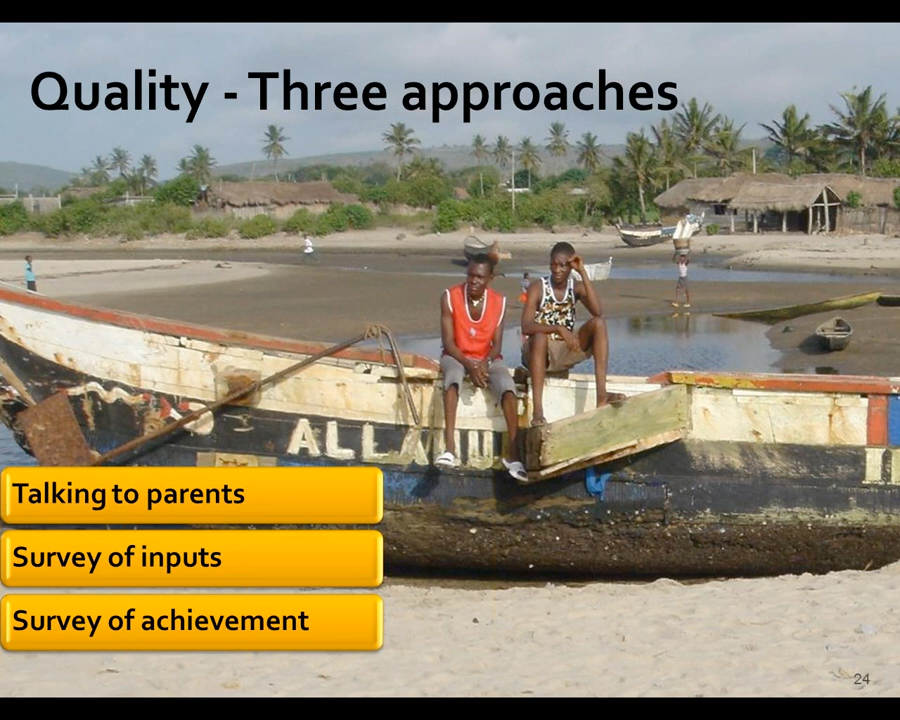 Quality - Three approaches
Talking to parents
Survey of inputs
Survey of achievement
24